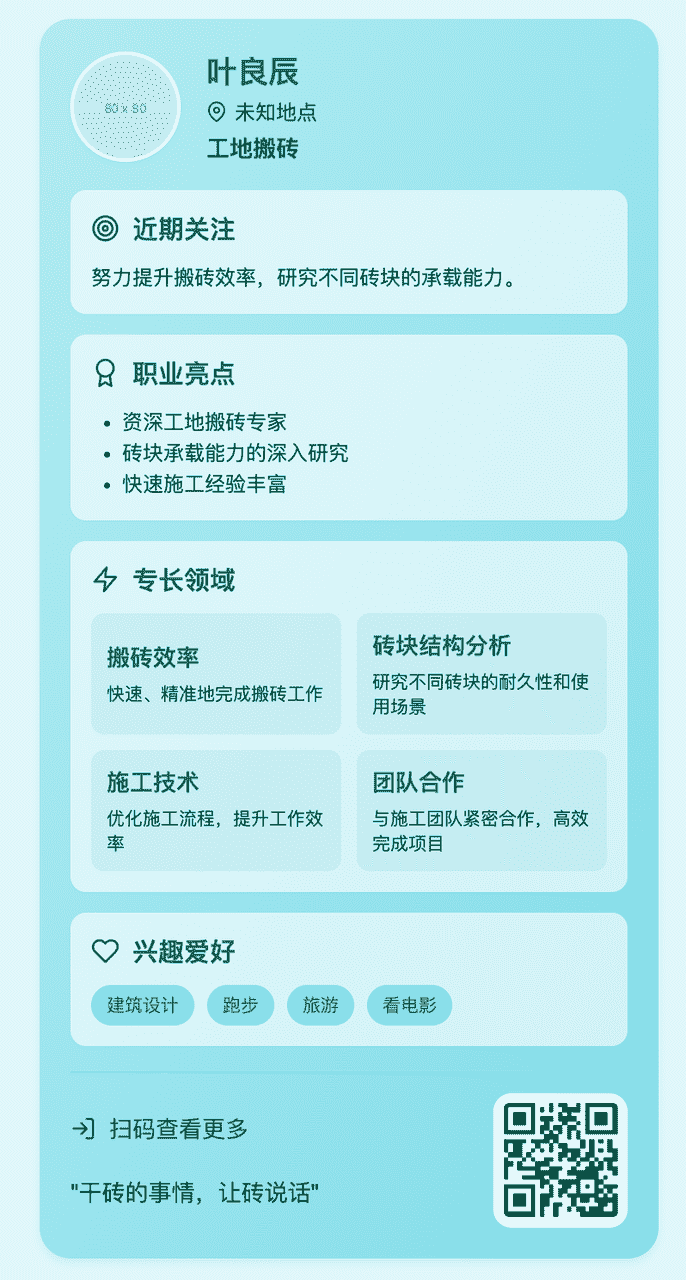 80 x 80
叶良辰
未知地点
工地搬砖
近期关注
努力提升搬砖效率，研究不同砖块的承载能力。
职业亮点
• 资深工地搬砖专家
• 砖块承载能力的深入研究
• 快速施工经验丰富
专长领域
搬砖效率
快速、精准地完成搬砖工作
砖块结构分析
研究不同砖块的耐久性和使
用场景
施工技术
优化施工流程，提升工作效
率
团队合作
与施工团队紧密合作，高效
完成项目
兴趣爱好
建筑设计
跑步
旅游
看电影
扫码查看更多
"干砖的事情，让砖说话"